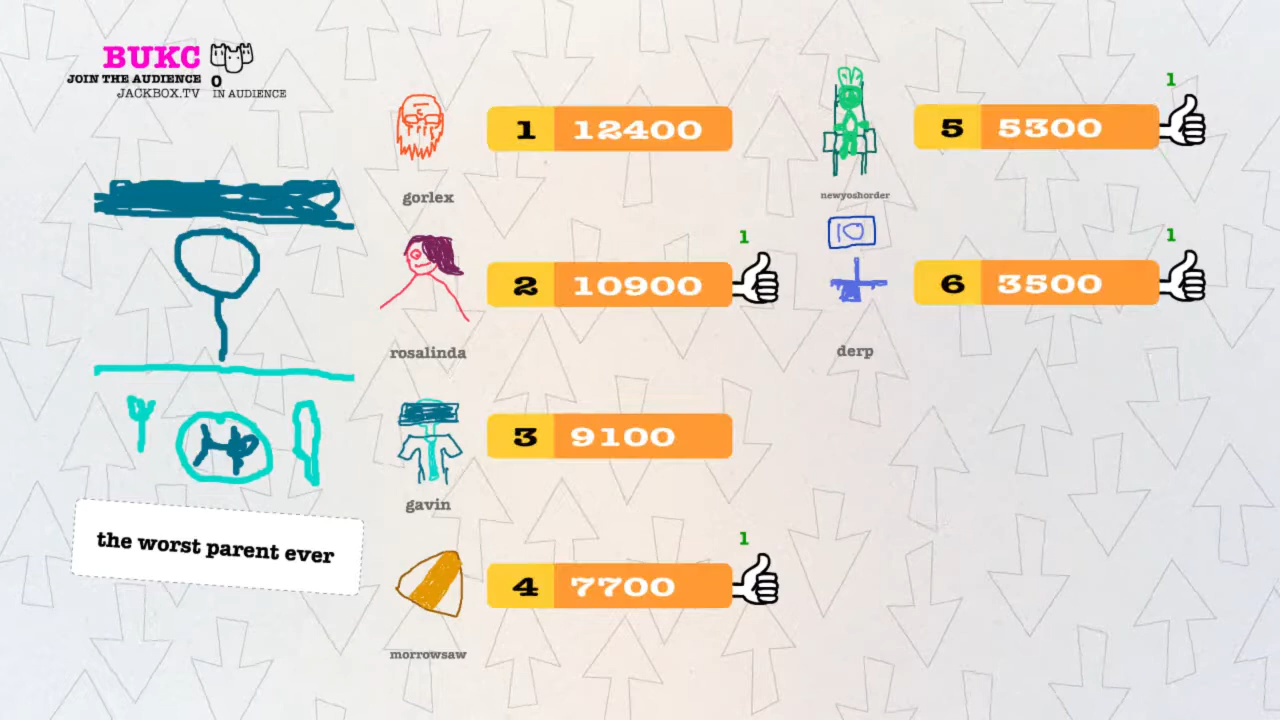 BUKC
JOIN THE AUDIENCE
JACKBOX.TV
0
IN AUDIENCE
the worst parent ever
1 12400
gorlex
2 10900
1
rosalinda
3 9100
gavin
4 7700
1
morrowsaw
5 5300
1
newyoshorder
6 3500
1
derp